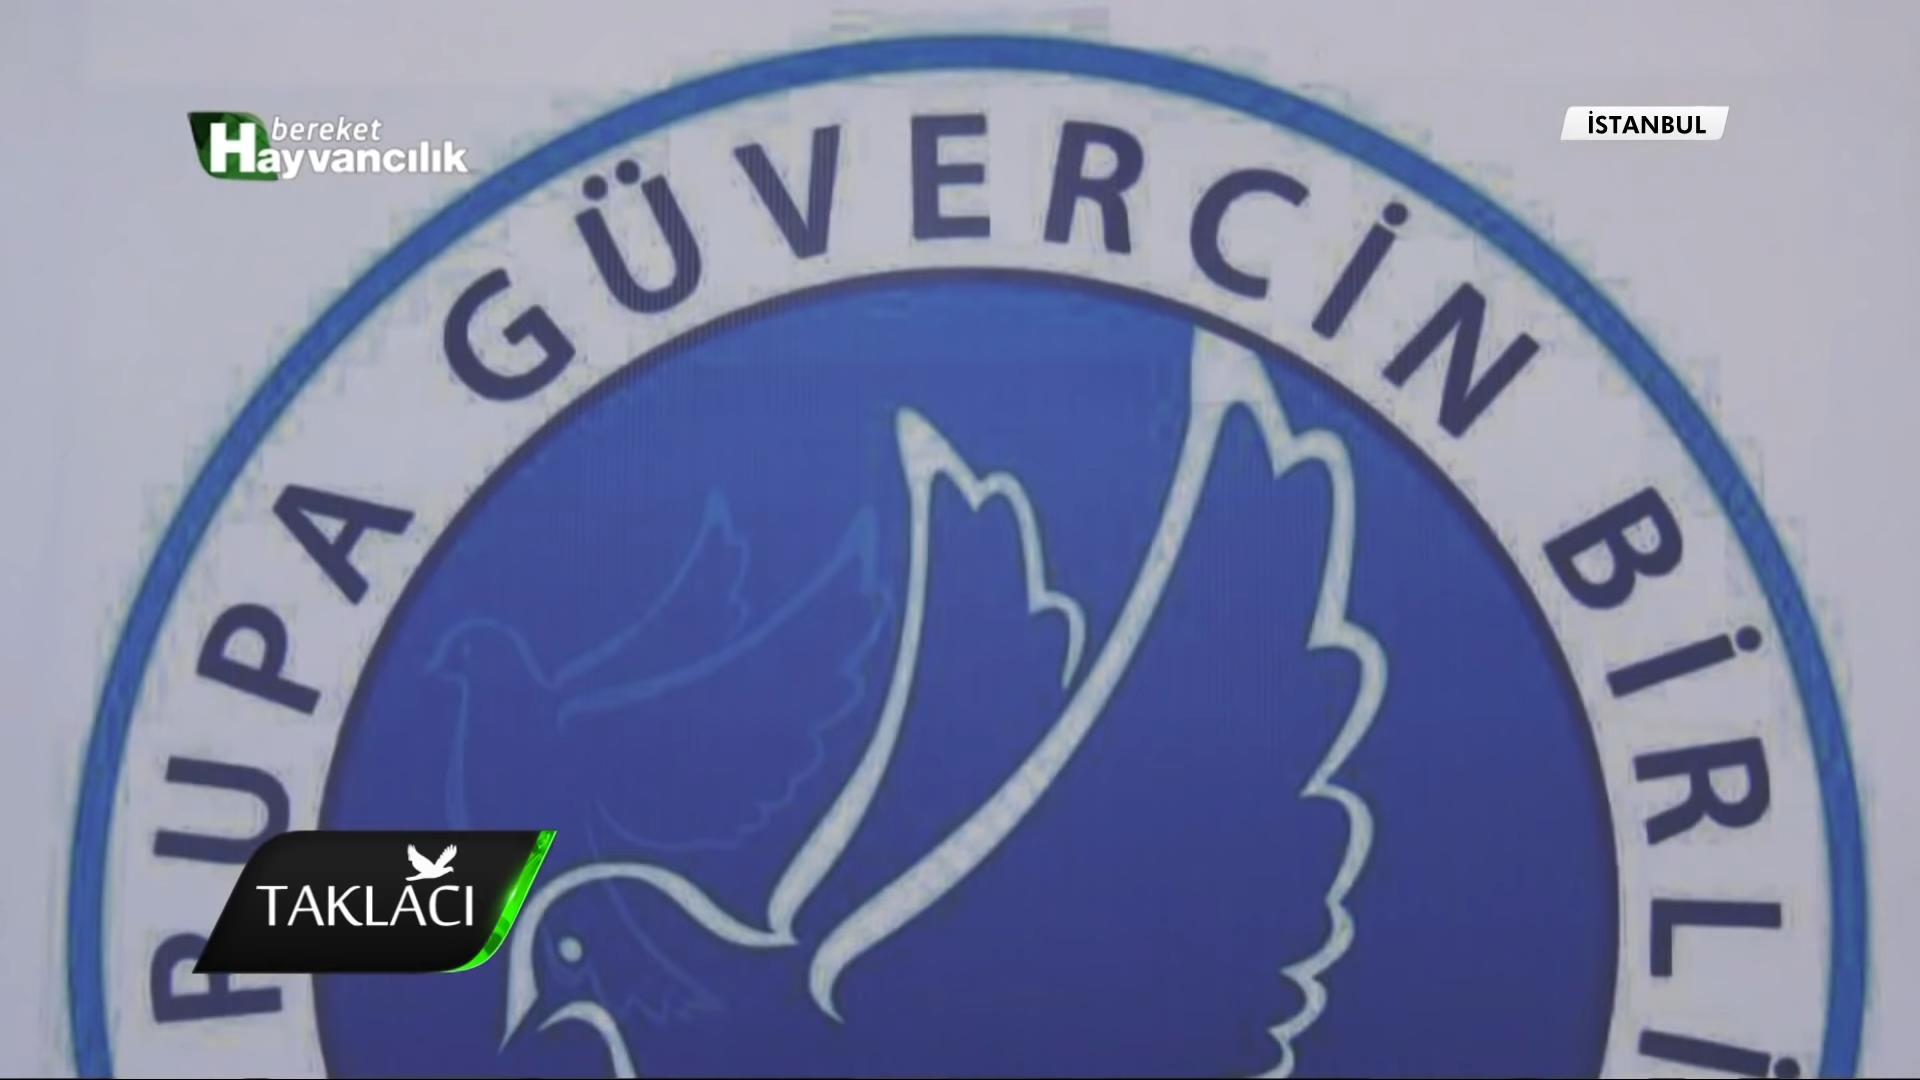 bereket
Hayvancılık
İSTANBUL
RUPA GÜVERCİN BİRLİ
TAKLACI